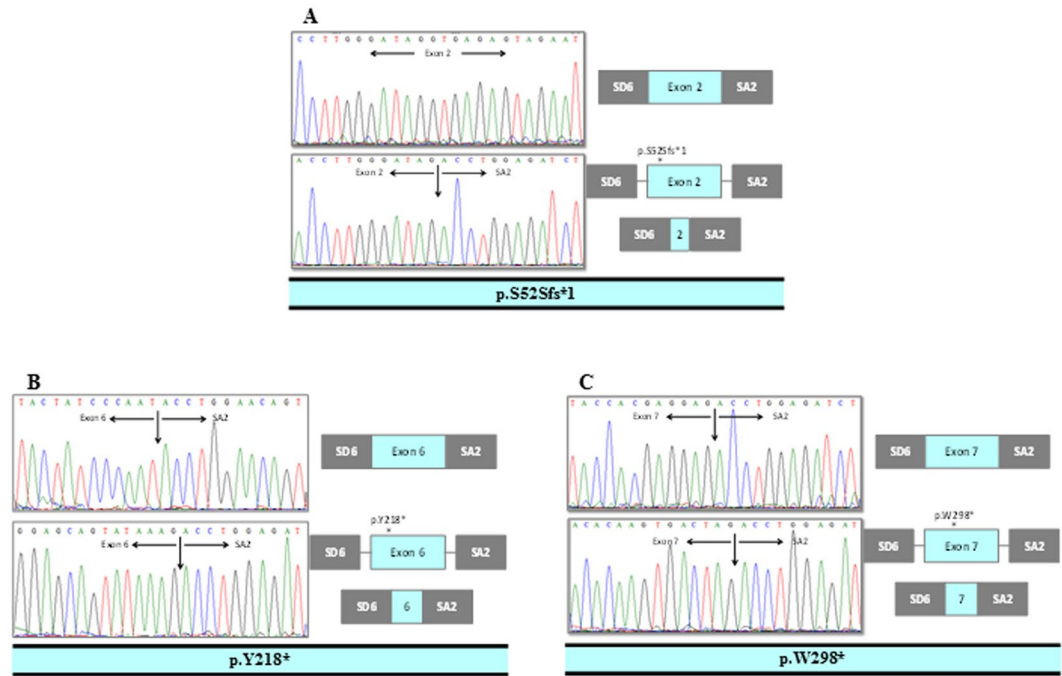 A
C C T T G G G A T A G G T G A G A G T A G A A T
Exon 2
SD6 Exon 2 SA2
A C C T T G G G A T A G A C C T G G A G A T C T
Exon 2 SA2
p.S52Sfs*1
*
SD6 Exon 2 SA2
SD6 2 SA2
p.S52Sfs*1
B
T A C T A T C C C A A T A C C T G G A A C A G T
Exon 6 SA2
SD6 Exon 6 SA2
G G A G C A G T A T A A A G A C C T G G A G A T
Exon 6 SA2
p.Y218*
*
SD6 Exon 6 SA2
SD6 6 SA2
p.Y218*
C
T A C C A C G A G G A G A C C T G G A G A T C T
Exon 7 SA2
SD6 Exon 7 SA2
A C A C A A G T G A C T A G A C C T G G A G A T
Exon 7 SA2
p.W298*
*
SD6 Exon 7 SA2
SD6 7 SA2
p.W298*